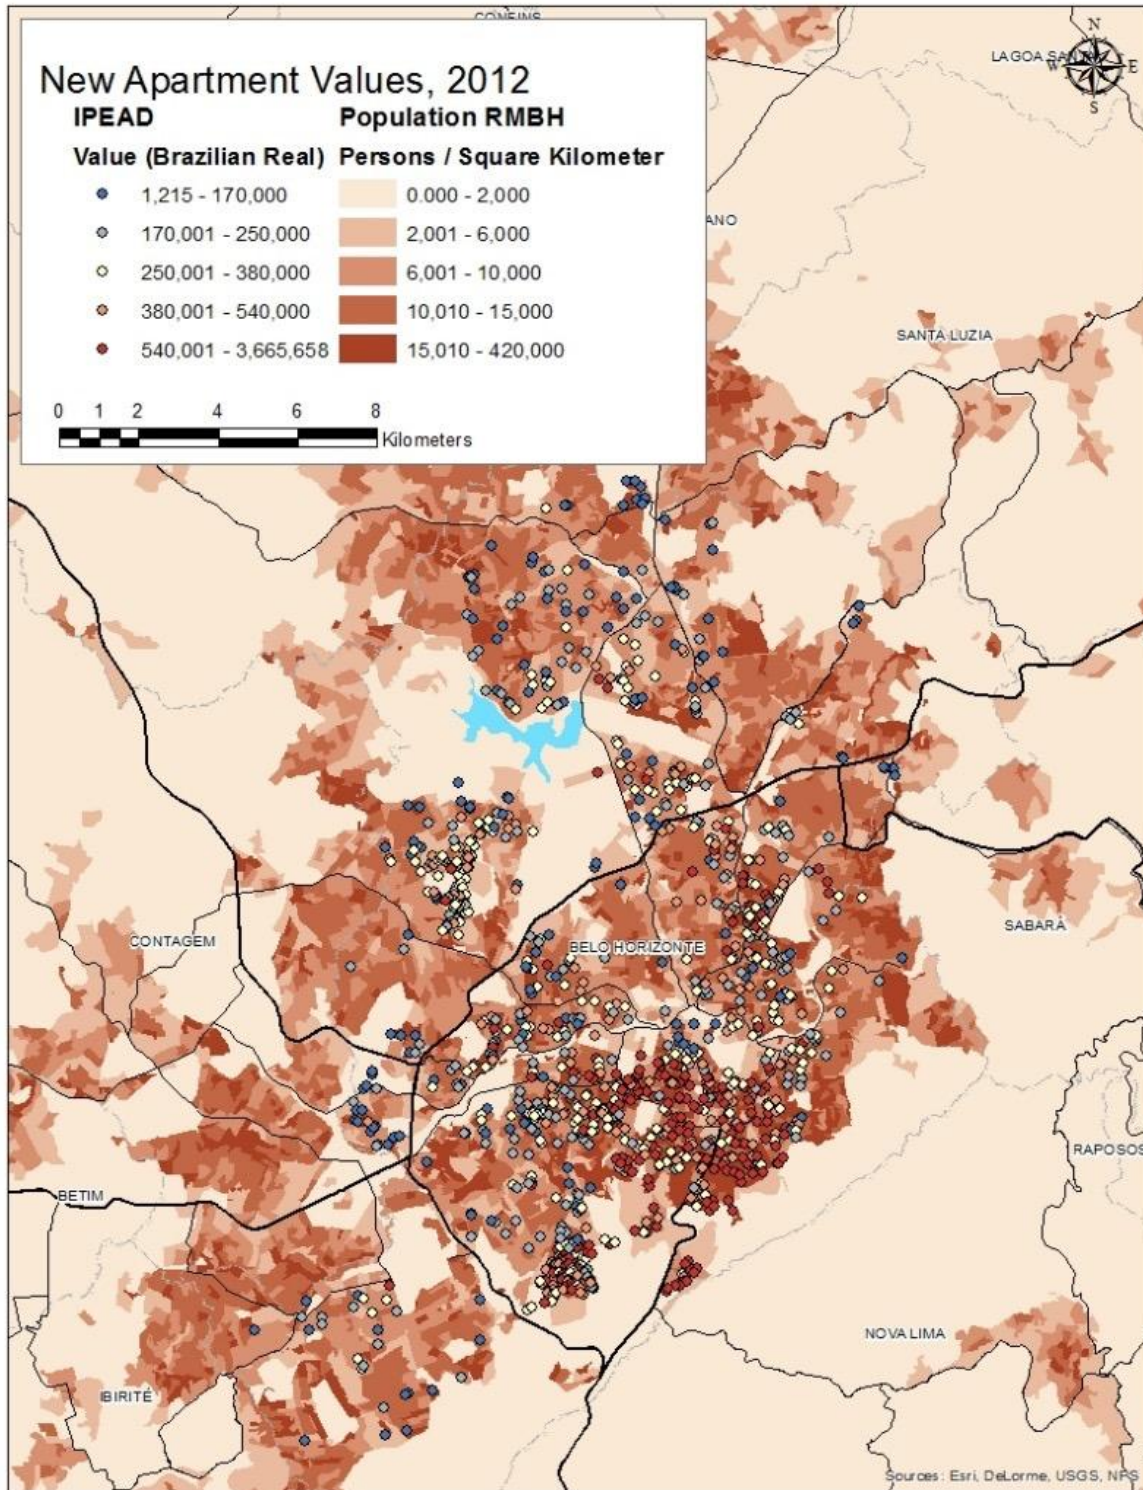 CONFINS
New Apartment Values, 2012
IPEAD
Population RMBH
Value (Brazilian Real)
Persons / Square Kilometer
1,215 - 170,000
0.000 - 2,000
170,001 - 250,000
2,001 - 6,000
250,001 - 380,000
6,001 - 10,000
380,001 - 540,000
10,010 - 15,000
540,001 - 3,665,658
15,010 - 420,000
0 1 2 4 6 8
Kilometers
N
W E
S
LAGOA SANTA
ANO
SANTA LUZIA
CONTAGEM
BELO HORIZONTE
SABARÁ
RAPOSOS
BETIM
NOVA LIMA
IBIRITÉ
Sources: Esri, DeLorme, USGS, NPS